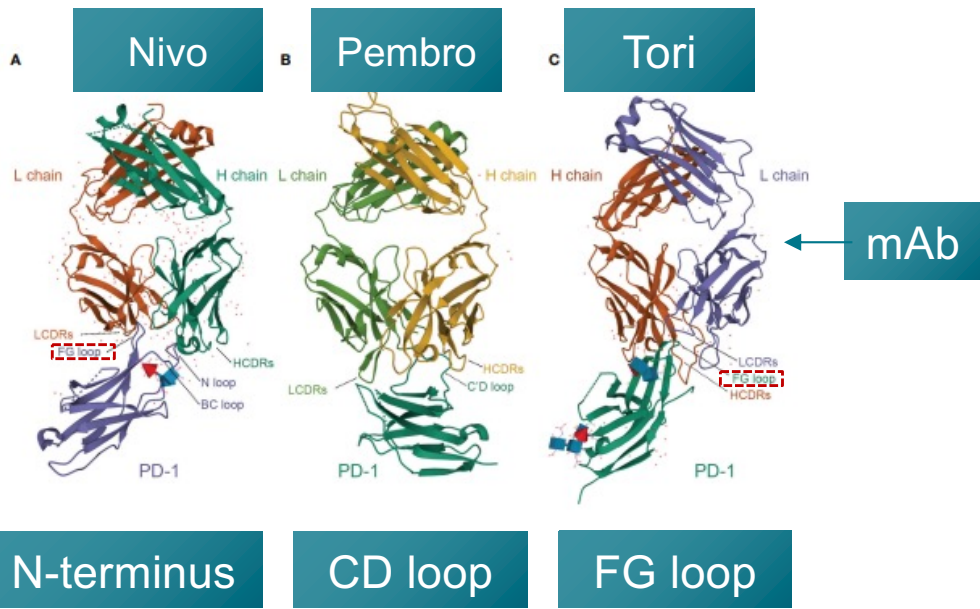 A
Nivo
B
Pembro
C
Tori
L chain
H chain
L chain
H chain
H chain
L chain
mAb
LCDRs
FG loop
HCDRs
N loop
BC loop
PD-1
LCDRs
HCDRs
C'D loop
PD-1
LCDRs
FG loop
HCDRs
PD-1
N-terminus
CD loop
FG loop